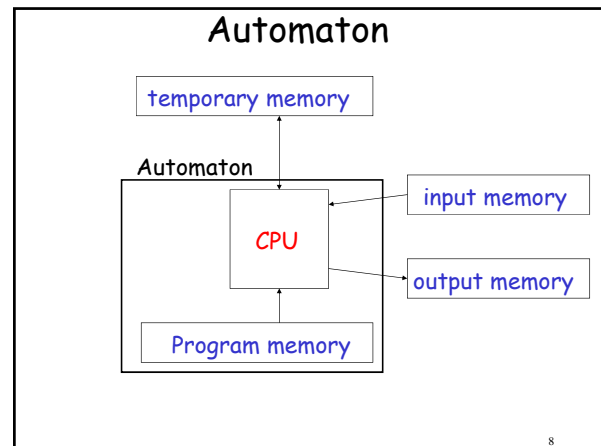 Automaton
temporary memory
Automaton
input memory
CPU
output memory
Program memory
8